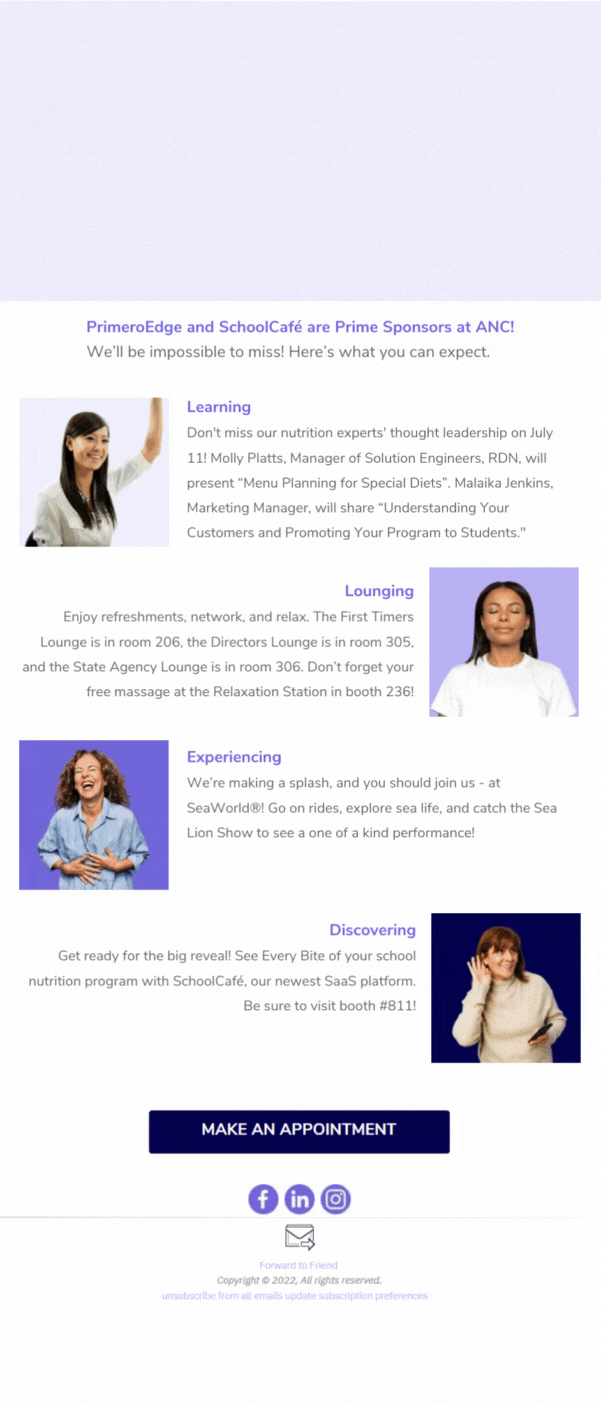 PrimeroEdge and SchoolCafé are Prime Sponsors at ANC!
We'll be impossible to miss! Here's what you can expect.
Learning
Don't miss our nutrition experts' thought leadership on July
11! Molly Platts, Manager of Solution Engineers, RDN, will
present “Menu Planning for Special Diets”. Malaika Jenkins,
Marketing Manager, will share “Understanding Your
Customers and Promoting Your Program to Students."
Lounging
Enjoy refreshments, network, and relax. The First Timers
Lounge is in room 206, the Directors Lounge is in room 305,
and the State Agency Lounge is in room 306. Don't forget your
free massage at the Relaxation Station in booth 236!
Experiencing
We're making a splash, and you should join us - at
SeaWorld®! Go on rides, explore sea life, and catch the Sea
Lion Show to see a one of a kind performance!
Discovering
Get ready for the big reveal! See Every Bite of your school
nutrition program with SchoolCafé, our newest SaaS platform.
Be sure to visit booth #811!
MAKE AN APPOINTMENT
f in
Forward to Friend
Copyright © 2022, All rights reserved.
unsubscribe from all emails update subscription preferences